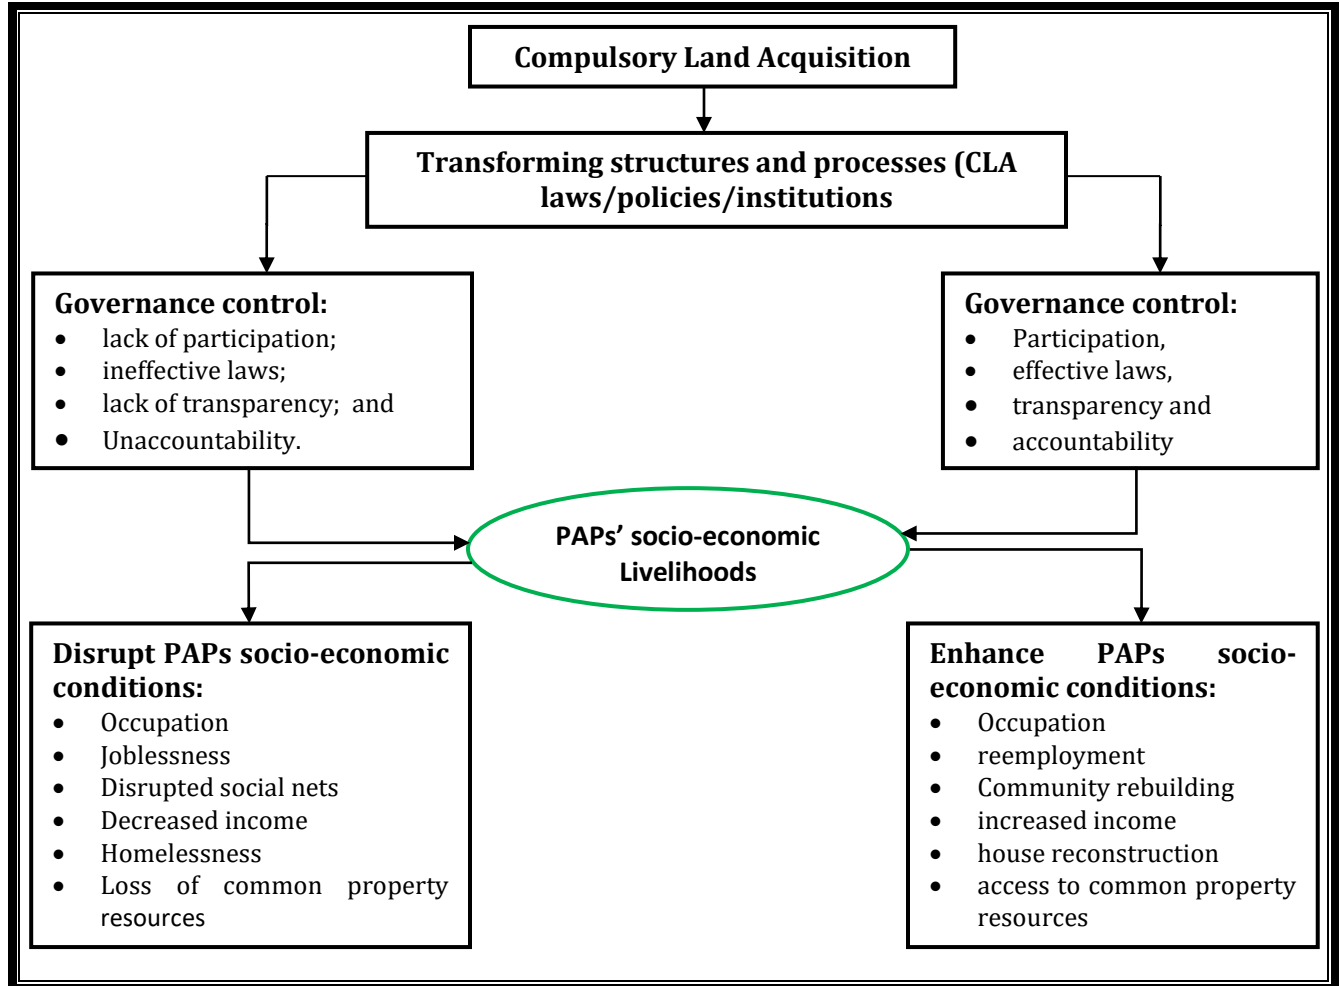 Compulsory Land Acquisition
Transforming structures and processes (CLA
laws/policies/institutions
Governance control:
• lack of participation;
• ineffective laws;
• lack of transparency;  and
• Unaccountability.
Governance control:
• Participation,
• effective laws,
• transparency and
• accountability
PAPs’ socio-economic
Livelihoods
Disrupt PAPs socio-economic
conditions:
• Occupation
• Joblessness
• Disrupted social nets
• Decreased income
• Homelessness
• Loss of common property
resources
Enhance PAPs socio-
economic conditions:
• Occupation
• reemployment
• Community rebuilding
• increased income
• house reconstruction
• access to common property
resources